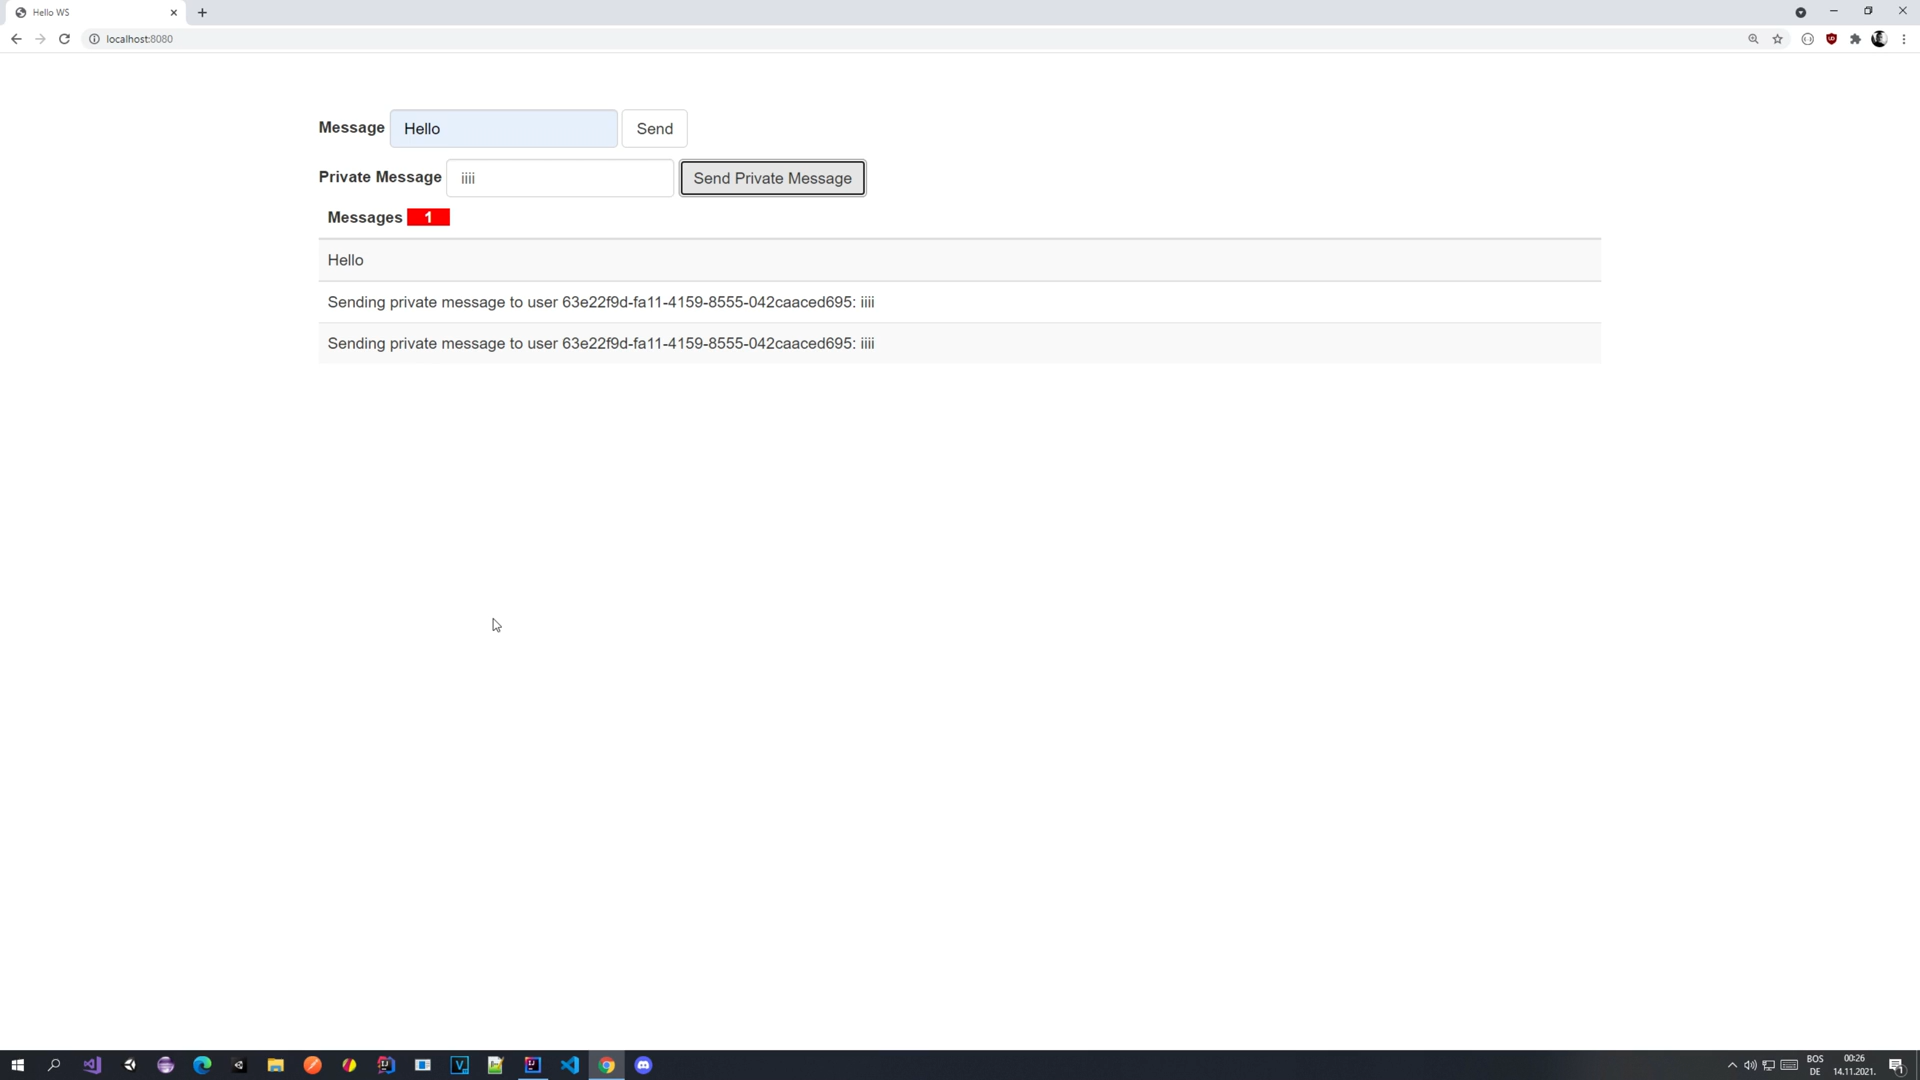 Hello WS
localhost:8080
Message Hello Send
Private Message iiii Send Private Message
Messages 1
Hello
Sending private message to user 63e22f9d-fa11-4159-8555-042caaced695: iiii
Sending private message to user 63e22f9d-fa11-4159-8555-042caaced695: iiii
BOS 00:26
DE 14.11.2021.